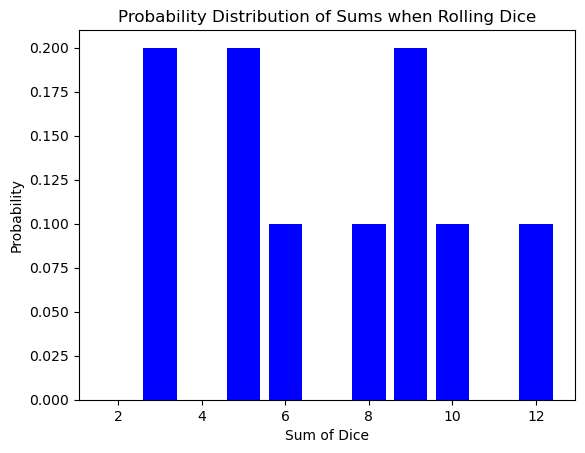 Probability Distribution of Sums when Rolling Dice
0.200
0.175
0.150
0.125
0.100
0.075
0.050
0.025
0.000
Probability
2 4 6 8 10 12
Sum of Dice